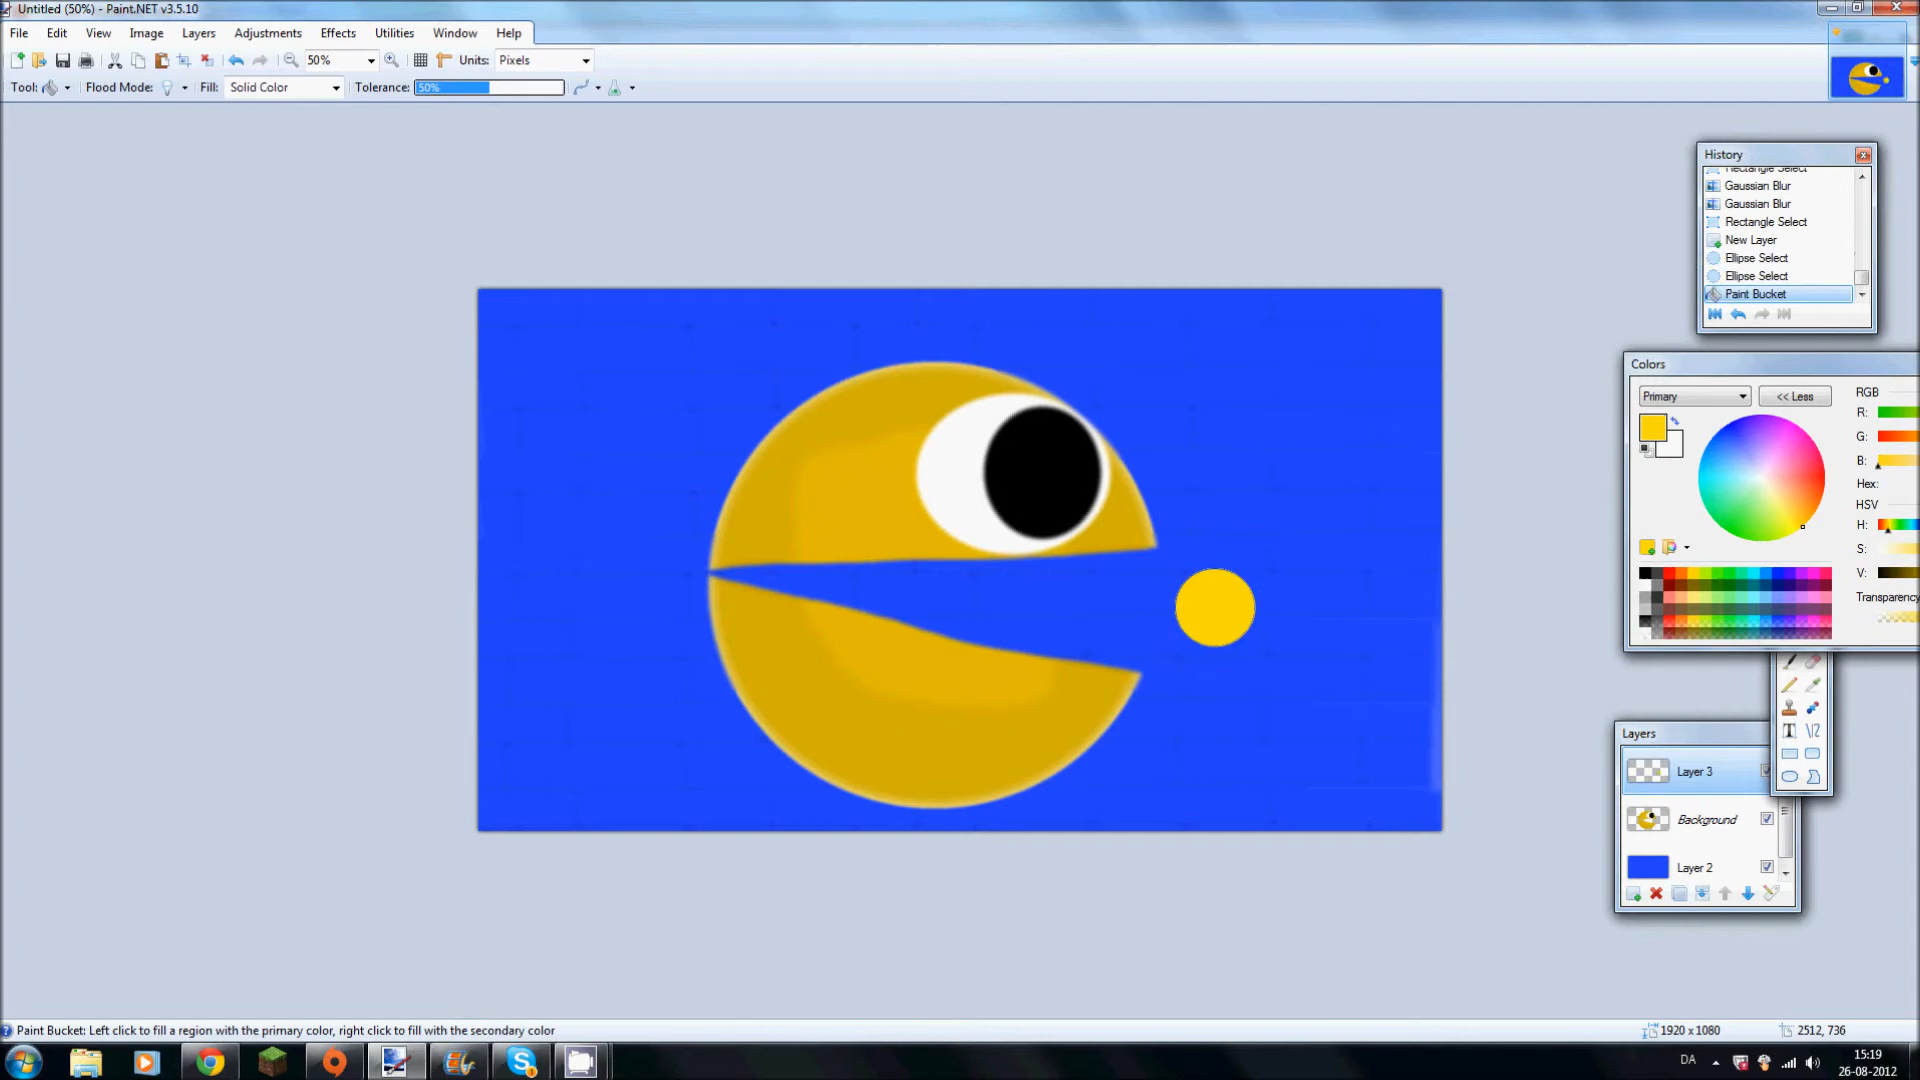 Untitled (50%) - Paint.NET v3.5.10
File Edit View Image Layers Adjustments Effects Utilities Window Help
50% Units: Pixels
Tool: Flood Mode: Fill: Solid Color Tolerance: 50%
History
Rectangle Select
Gaussian Blur
Gaussian Blur
Rectangle Select
New Layer
Ellipse Select
Ellipse Select
Paint Bucket
Colors
Primary << Less RGB
R:
G:
B:
Hex:
HSV
H:
S:
V:
Transparency
Layers
Layer 3
Background
Layer 2
Paint Bucket: Left click to fill a region with the primary color, right click to fill with the secondary color
1920 x 1080 2512, 736
DA 15:19
26-08-2012